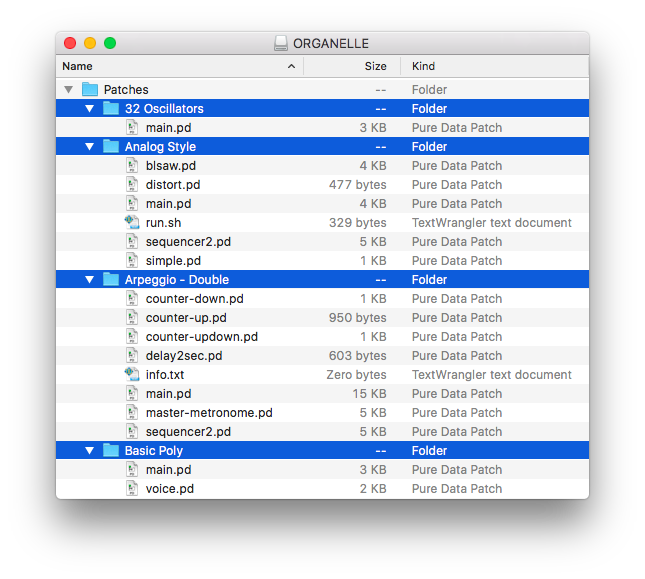 ORGANELLE
Name Size Kind
Patches -- Folder
32 Oscillators -- Folder
main.pd 3 KB Pure Data Patch
Analog Style -- Folder
blsaw.pd 4 KB Pure Data Patch
distort.pd 477 bytes Pure Data Patch
main.pd 4 KB Pure Data Patch
run.sh 329 bytes TextWrangler text document
sequencer2.pd 5 KB Pure Data Patch
simple.pd 1 KB Pure Data Patch
Arpeggio - Double -- Folder
counter-down.pd 1 KB Pure Data Patch
counter-up.pd 950 bytes Pure Data Patch
counter-updown.pd 1 KB Pure Data Patch
delay2sec.pd 603 bytes Pure Data Patch
info.txt Zero bytes TextWrangler text document
main.pd 15 KB Pure Data Patch
master-metronome.pd 5 KB Pure Data Patch
sequencer2.pd 5 KB Pure Data Patch
Basic Poly -- Folder
main.pd 3 KB Pure Data Patch
voice.pd 2 KB Pure Data Patch